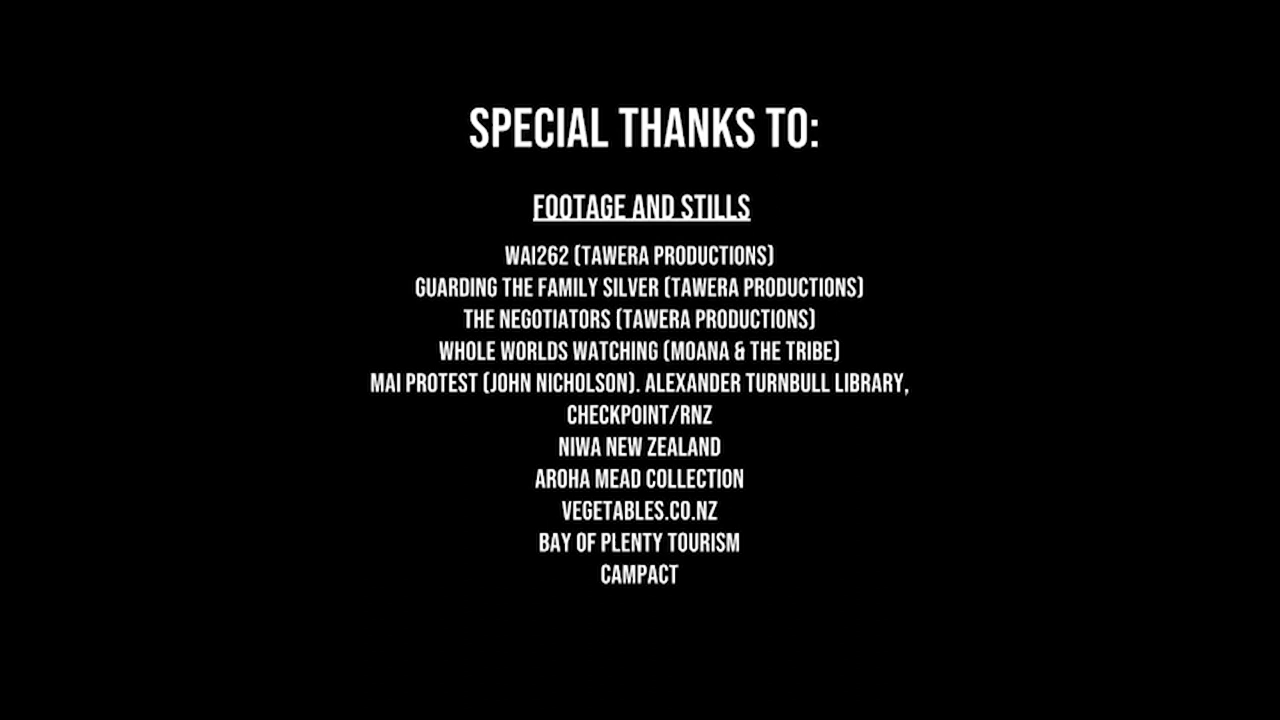 SPECIAL THANKS TO:
FOOTAGE AND STILLS
WAI262 (TAWERA PRODUCTIONS)
GUARDING THE FAMILY SILVER (TAWERA PRODUCTIONS)
THE NEGOTIATORS (TAWERA PRODUCTIONS)
WHOLE WORLDS WATCHING (MOANA & THE TRIBE)
MAI PROTEST (JOHN NICHOLSON). ALEXANDER TURNBULL LIBRARY,
CHECKPOINT/RNZ
NIWA NEW ZEALAND
AROHA MEAD COLLECTION
VEGETABLES.CO.NZ
BAY OF PLENTY TOURISM
CAMPACT